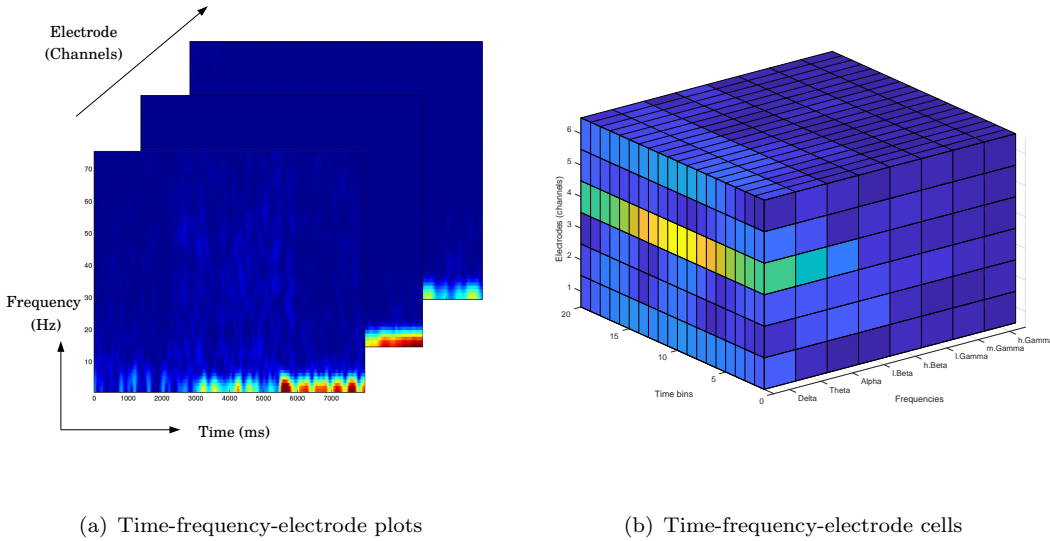 Electrode
(Channels)
70
60
50
40
30
20
10
Frequency
(Hz)
0 1000 2000 3000 4000 5000 6000 7000
Time (ms)
6
5
4
3
2
1
Electrodes (channels)
20
15
10
5
0
Time bins
Delta
Theta
Alpha
l.Beta
h.Beta
l.Gamma
m.Gamma
h.Gamma
Frequencies
(a) Time-frequency-electrode plots
(b) Time-frequency-electrode cells